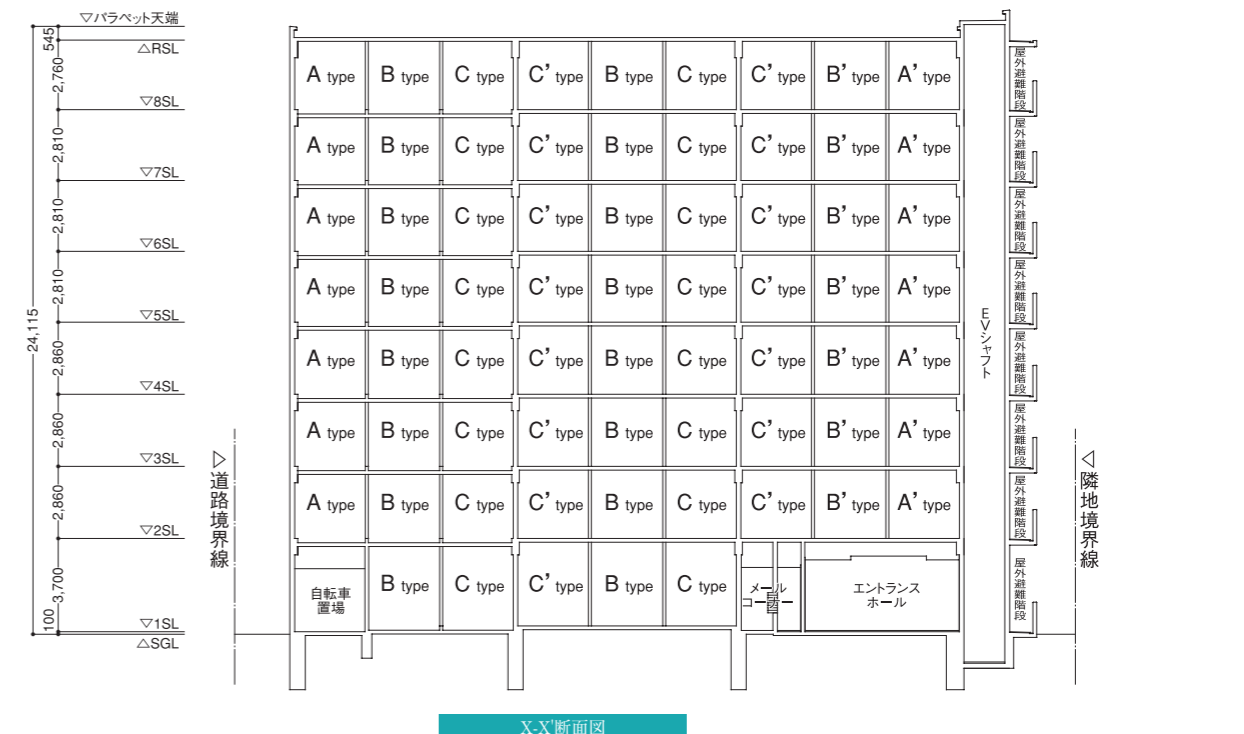 ▽パラペット天端
545
△RSL
2,760
▽8SL
2,810
▽7SL
2,810
▽6SL
2,810
▽5SL
24,115
2,860
▽4SL
2,860
▽3SL
2,860
▽2SL
3,700
100
▽1SL
△SGL
▽道路境界線
A type B type C type C' type B type C type C' type B' type A' type
A type B type C type C' type B type C type C' type B' type A' type
A type B type C type C' type B type C type C' type B' type A' type
A type B type C type C' type B type C type C' type B' type A' type
A type B type C type C' type B type C type C' type B' type A' type
A type B type C type C' type B type C type C' type B' type A' type
A type B type C type C' type B type C type C' type B' type A' type
自転車
置場
B type C type C' type B type C type
メール
コーナー
エントランス
ホール
EVシャフト
屋外避難階段
屋外避難階段
屋外避難階段
屋外避難階段
屋外避難階段
屋外避難階段
屋外避難階段
屋外避難階段
▽隣地境界線
X-X'断面図